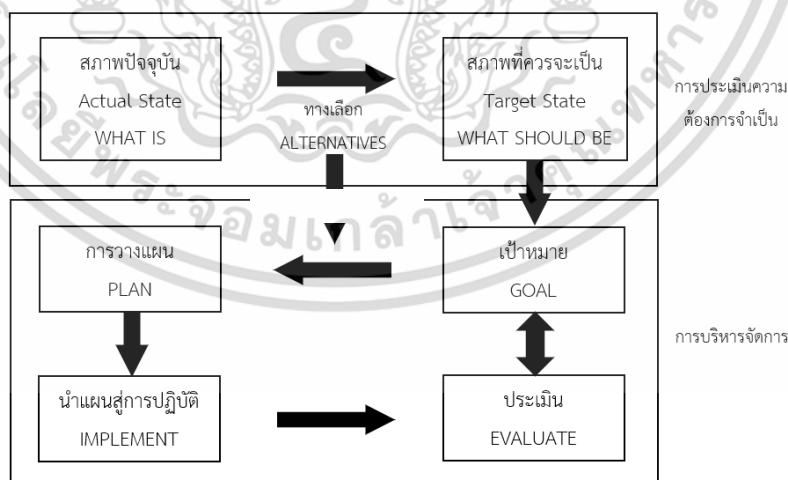 สภาพปัจจุบัน
Actual State
WHAT IS
ทางเลือก
ALTERNATIVES
สภาพที่ควรจะเป็น
Target State
WHAT SHOULD BE
การประเมินความ
ต้องการจำเป็น
การวางแผน
PLAN
เป้าหมาย
GOAL
การบริหารจัดการ
นำแผนสู่การปฏิบัติ
IMPLEMENT
ประเมิน
EVALUATE